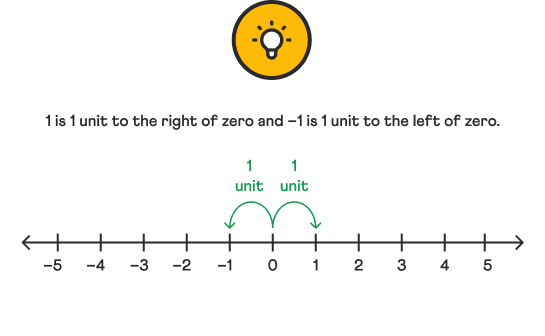 1 is 1 unit to the right of zero and –1 is 1 unit to the left of zero.
1 1
unit unit
–5 –4 –3 –2 –1 0 1 2 3 4 5